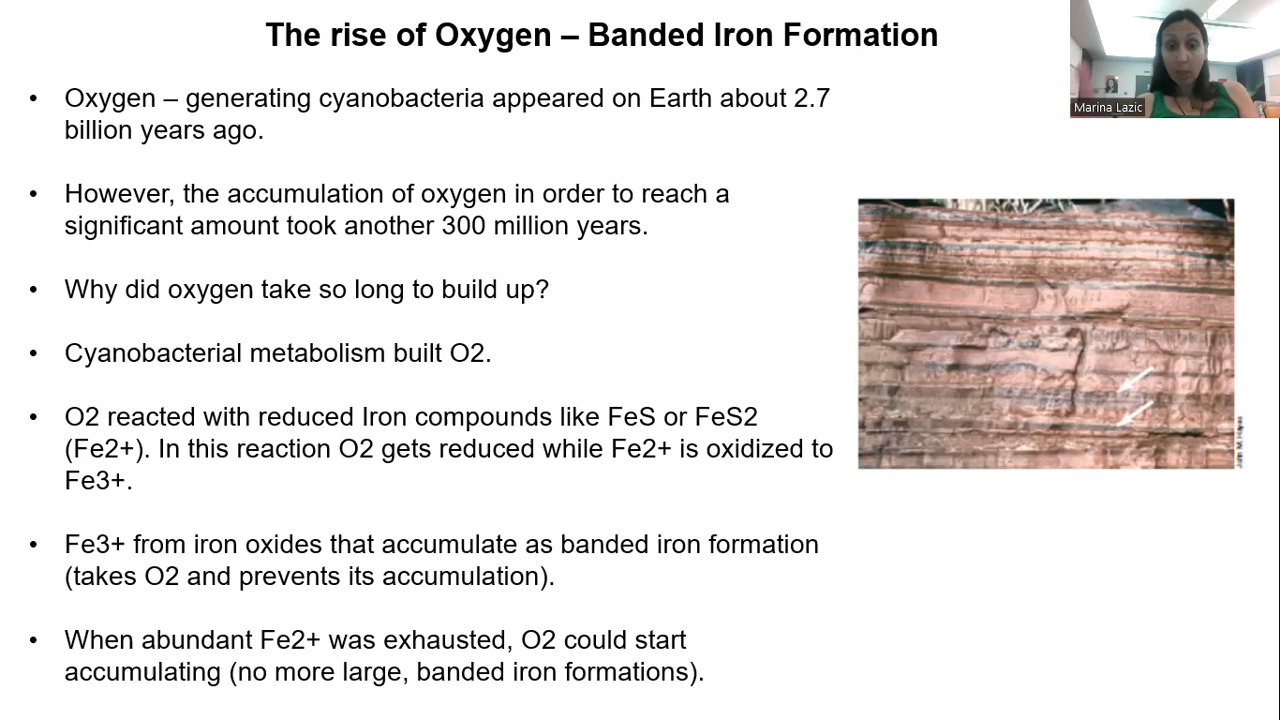 The rise of Oxygen – Banded Iron Formation
Marina Lazic
• Oxygen – generating cyanobacteria appeared on Earth about 2.7
billion years ago.
• However, the accumulation of oxygen in order to reach a
significant amount took another 300 million years.
• Why did oxygen take so long to build up?
• Cyanobacterial metabolism built O2.
• O2 reacted with reduced Iron compounds like FeS or FeS2
(Fe2+). In this reaction O2 gets reduced while Fe2+ is oxidized to
Fe3+.
• Fe3+ from iron oxides that accumulate as banded iron formation
(takes O2 and prevents its accumulation).
• When abundant Fe2+ was exhausted, O2 could start
accumulating (no more large, banded iron formations).